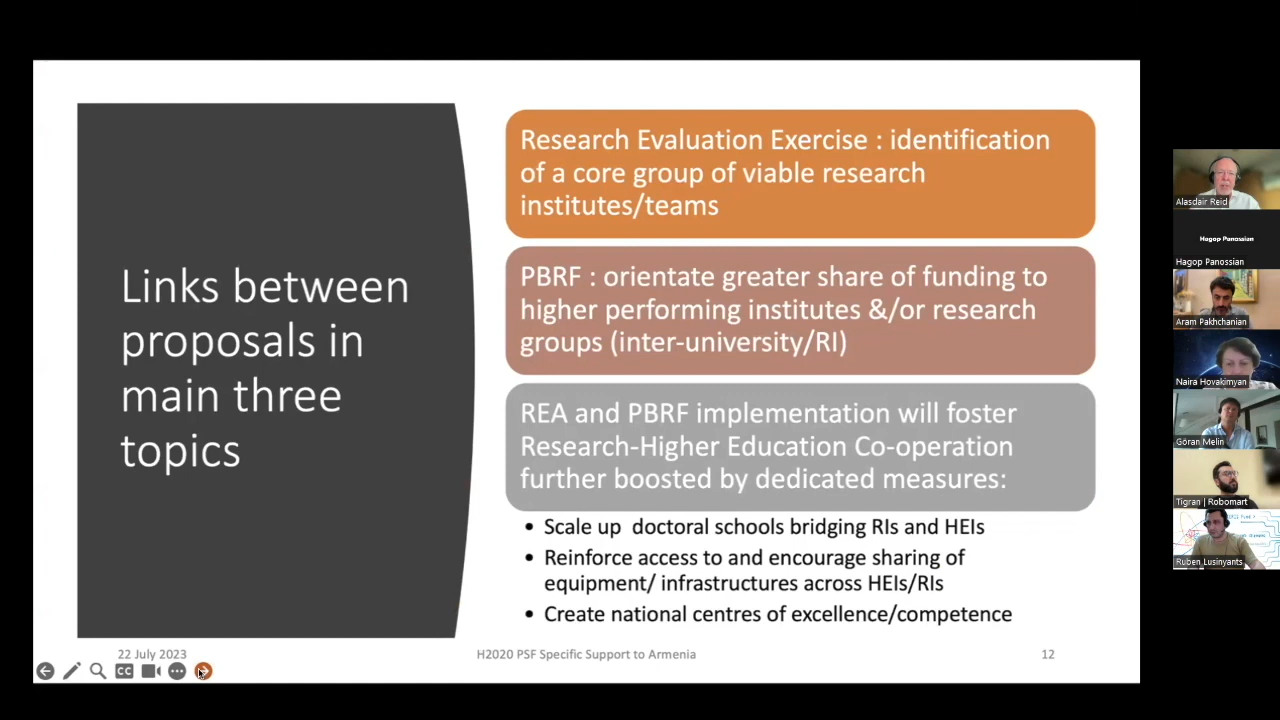 Links between
proposals in
main three
topics
Research Evaluation Exercise : identification
of a core group of viable research
institutes/teams
PBRF : orientate greater share of funding to
higher performing institutes &/or research
groups (inter-university/RI)
REA and PBRF implementation will foster
Research-Higher Education Co-operation
further boosted by dedicated measures:
• Scale up doctoral schools bridging RIs and HEIs
• Reinforce access to and encourage sharing of
equipment/ infrastructures across HEIs/RIs
• Create national centres of excellence/competence
22 July 2023
H2020 PSF Specific Support to Armenia
12
CC
Alasdair Reid
Hagop Panossian
Hagop Panossian
Aram Pakhchanian
Naira Hovakimyan
Göran Melin
Tigran | Robomart
Ruben Lusinyants